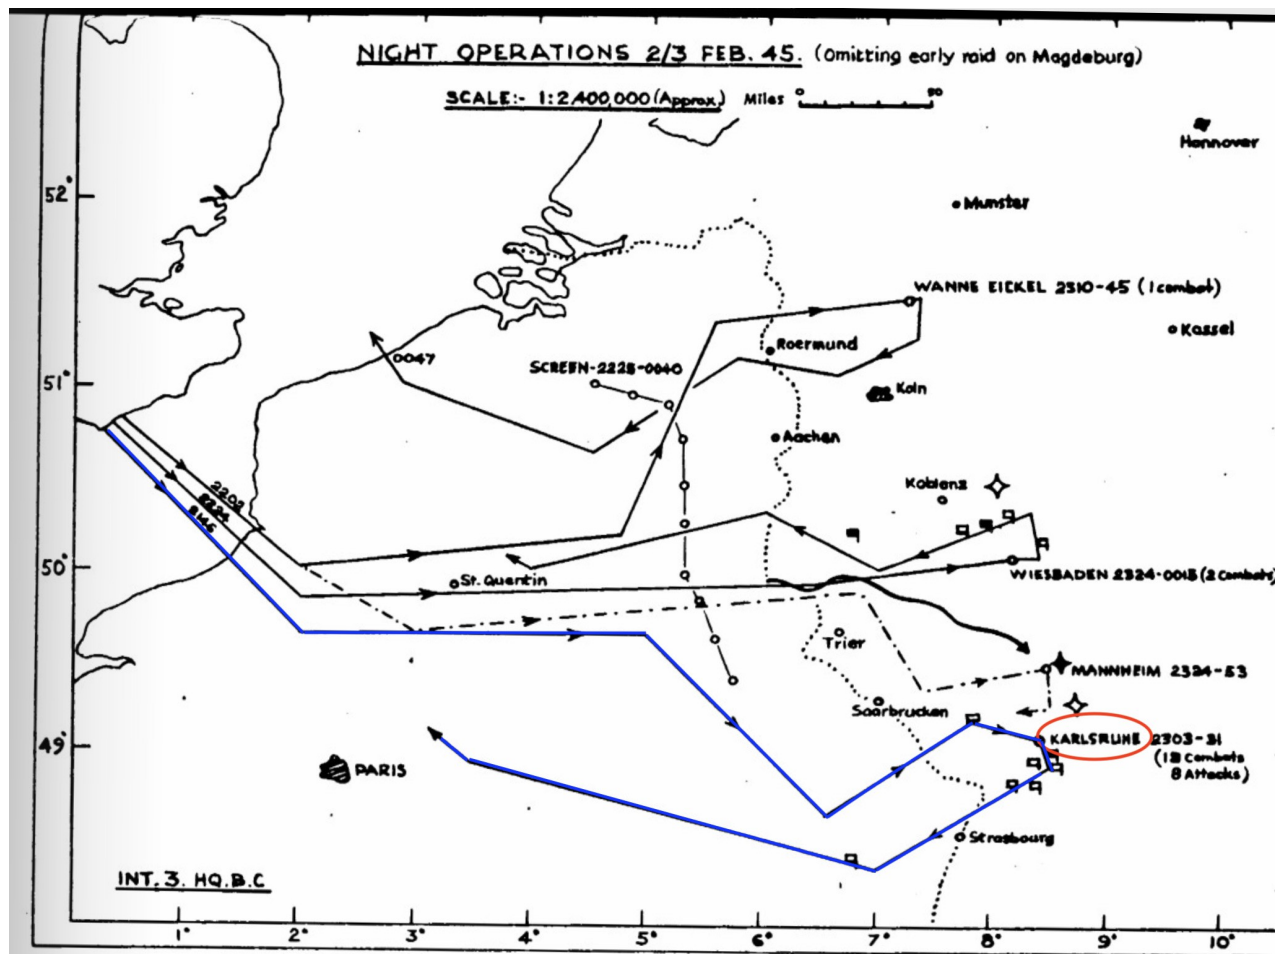 NIGHT OPERATIONS 2/3 FEB. 45. (Omitting early raid on Magdeburg)
SCALE:- 1:2,400,000 (Approx.) Miles 0 50
Hannover
52°
Munster
WANNE EICKEL 2310-45 (1 combat)
Kassel
Roermund
0047
SCREEN-2228-0040
51°
Koln
Aachen
Koblenz
2202
2224
2145
50°
St. Quentin
WIESBADEN 2324-0015 (2 Combats)
Trier
MANNHEIM 2324-53
Saarbrucken
49°
KARLSRUHE 2303-31
8 Attacks)
PARIS
Strasbourg
INT. 3. HQ.B.C
1° 2° 3° 4° 5° 6° 7° 8° 9° 10°